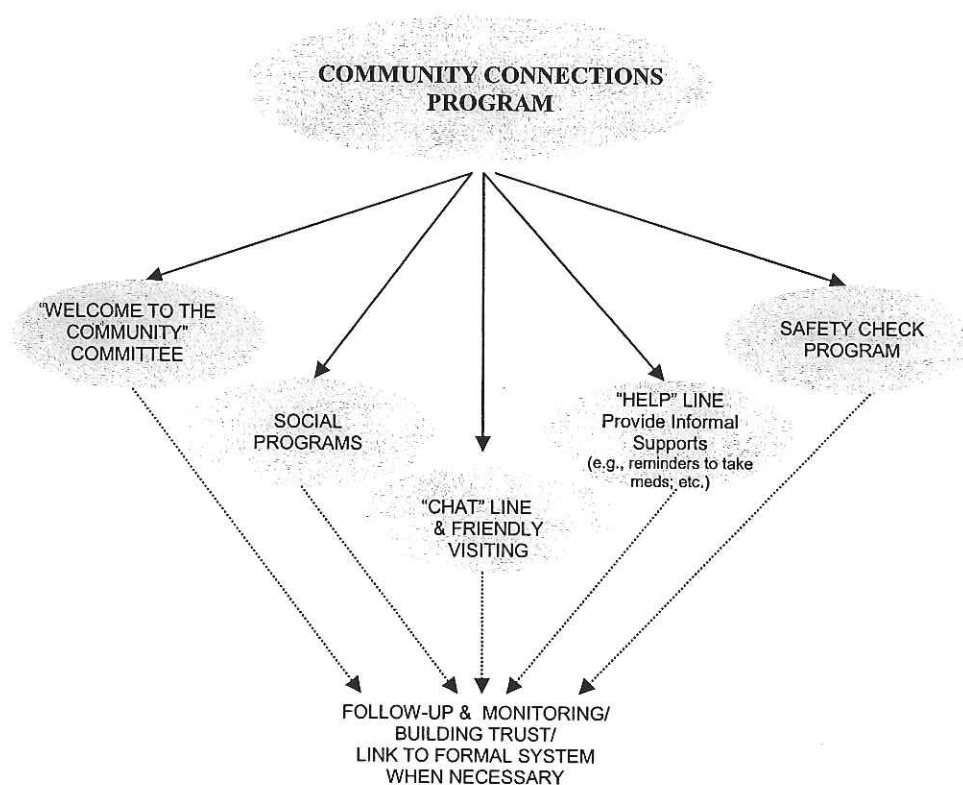 COMMUNITY CONNECTIONS
PROGRAM
"WELCOME TO THE
COMMUNITY"
COMMITTEE
SOCIAL
PROGRAMS
"CHAT" LINE
& FRIENDLY
VISITING
"HELP" LINE
Provide Informal
Supports
(e.g., reminders to take
meds; etc.)
SAFETY CHECK
PROGRAM
FOLLOW-UP & MONITORING/
BUILDING TRUST/
LINK TO FORMAL SYSTEM
WHEN NECESSARY